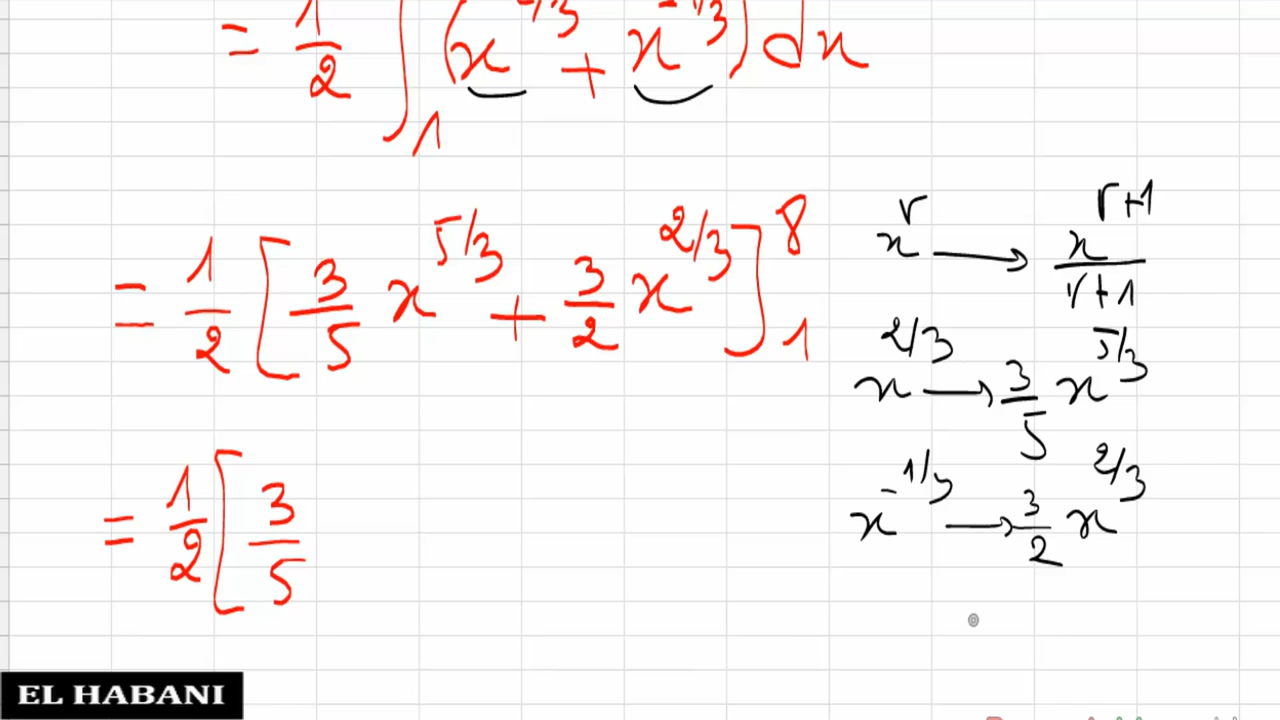 = 1/2 ∫₁ (x^2/3 + x^-1/3) dx
= 1/2 [ 3/5 x^5/3 + 3/2 x^2/3 ]₁^8
= 1/2 [ 3/5
x^r → x^r+1 / r+1
x^2/3 → 3/5 x^5/3
x^-1/3 → 3/2 x^2/3
EL HABANI